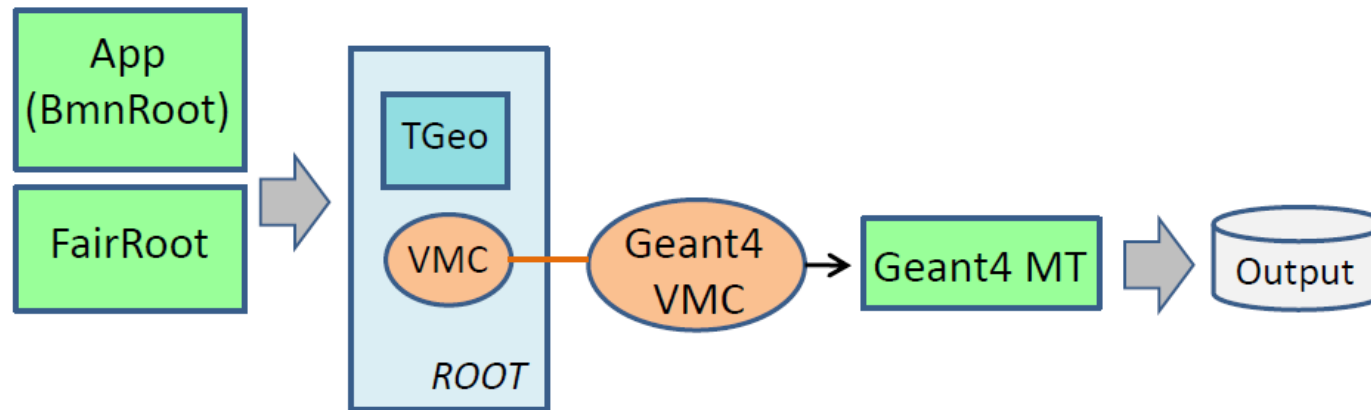 App
(BmnRoot)
FairRoot
TGeo
VMC
ROOT
Geant4
VMC
Geant4 MT
Output